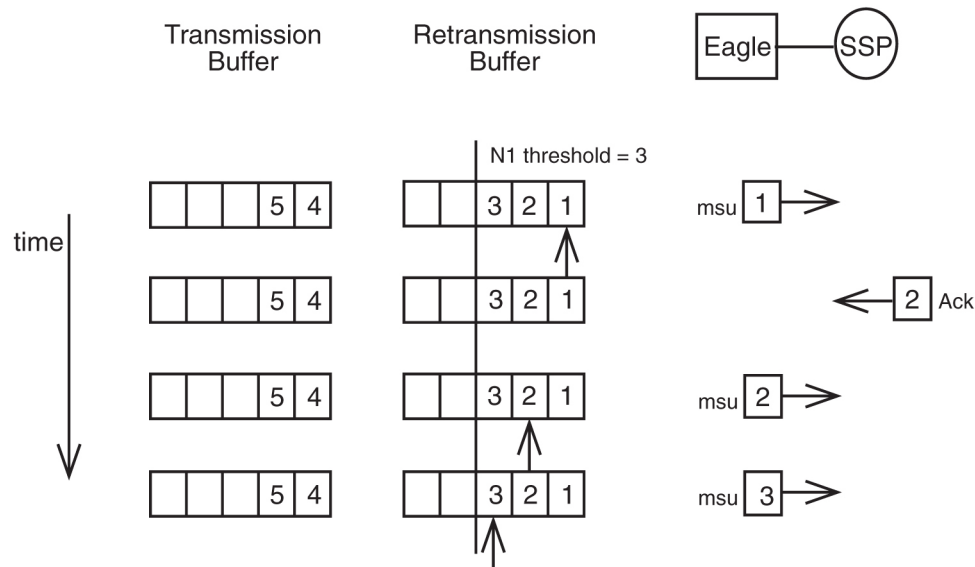 Transmission
Buffer
Retransmission
Buffer
Eagle
SSP
N1 threshold = 3
5 4
3 2 1
msu 1
time
5 4
3 2 1
2 Ack
5 4
3 2 1
msu 2
5 4
3 2 1
msu 3